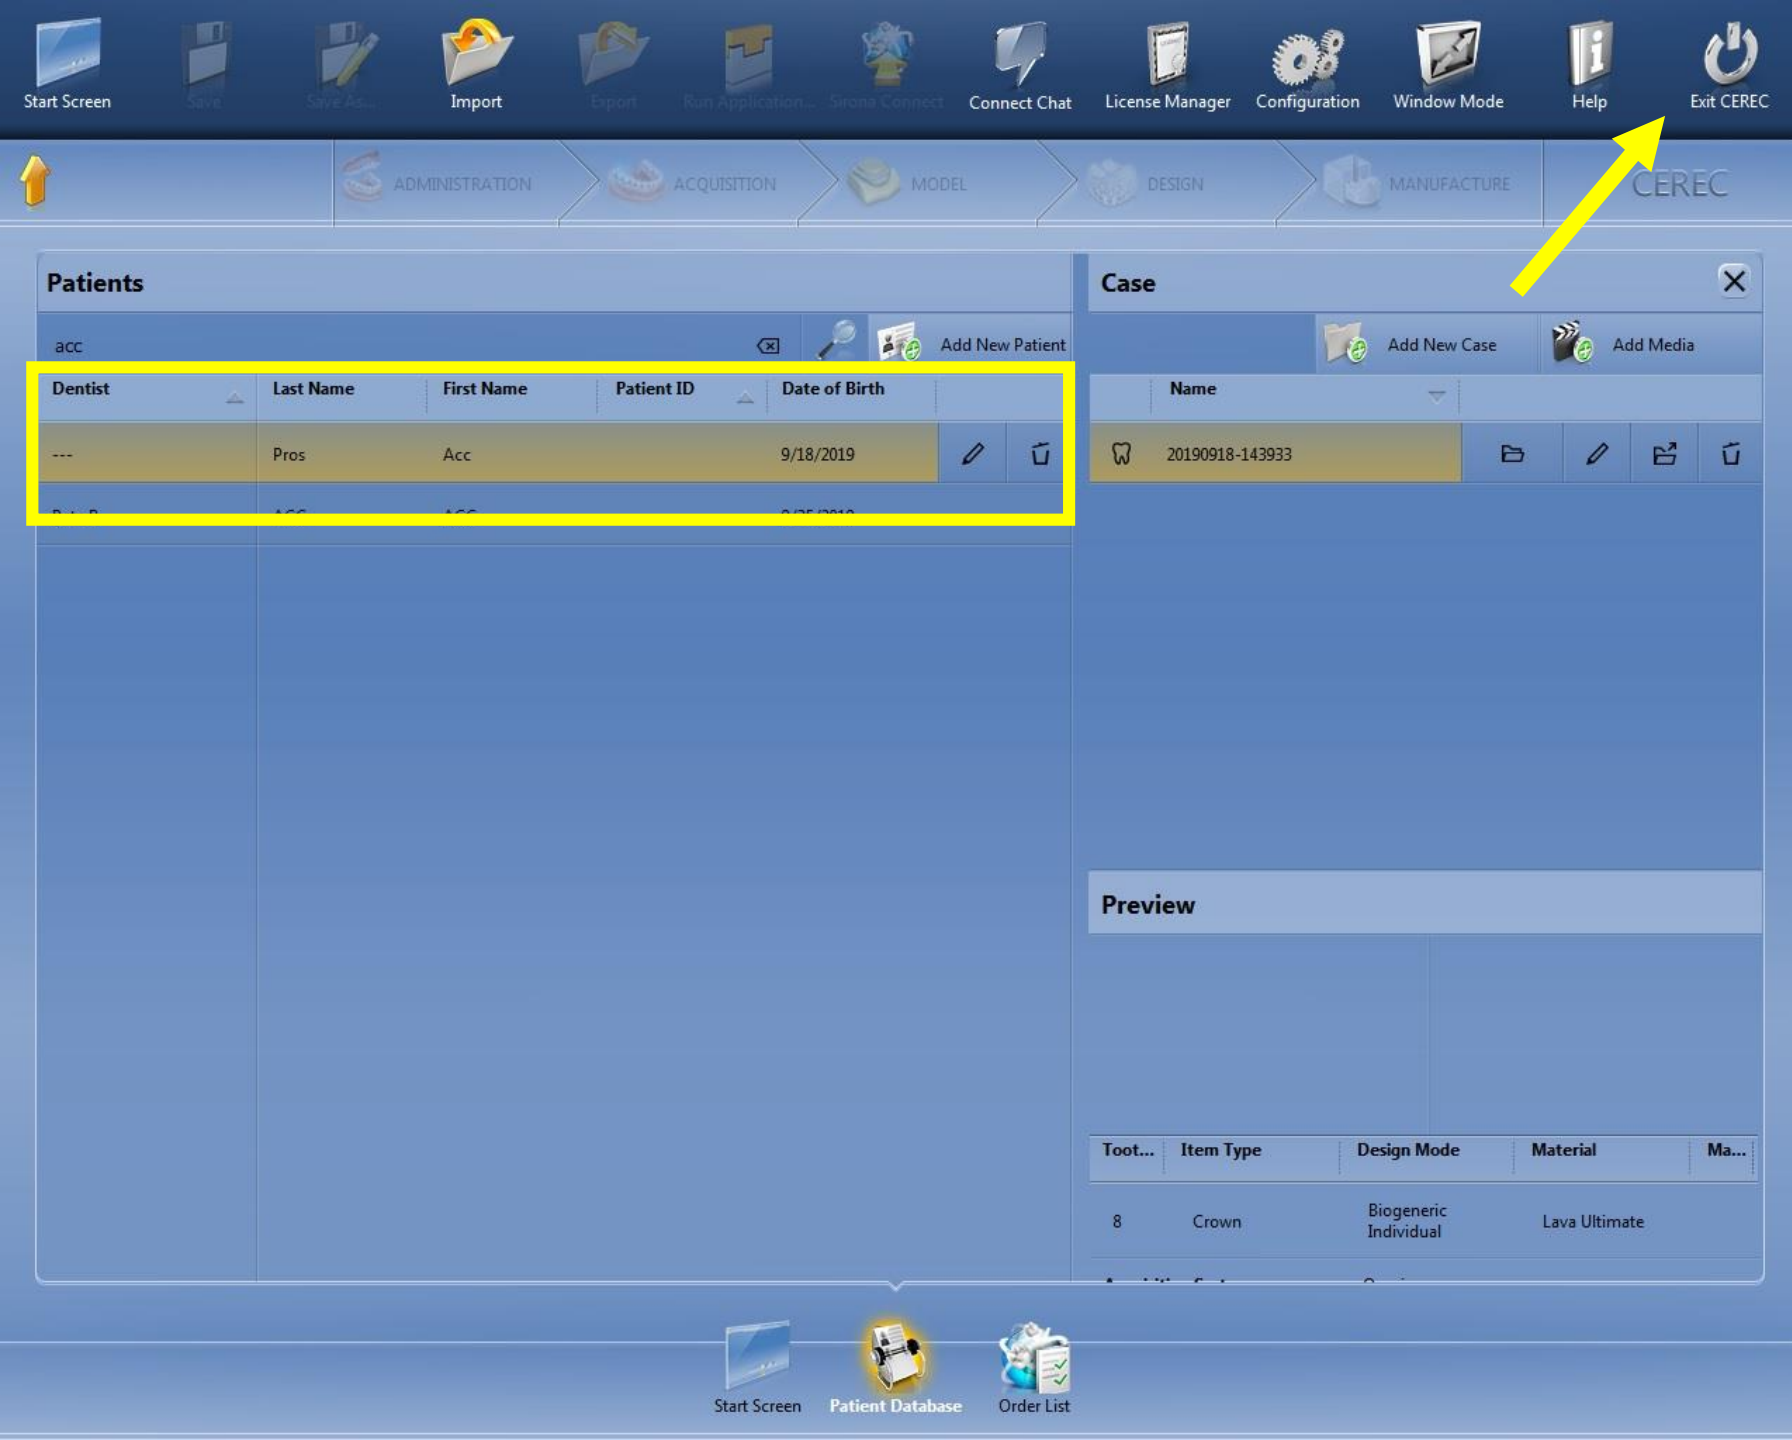 Start Screen
Save
Save As...
Import
Export
Run Application...
Sirona Connect
Connect Chat
License Manager
Configuration
Window Mode
Help
Exit CEREC
ADMINISTRATION
ACQUISITION
MODEL
DESIGN
MANUFACTURE
CEREC
Patients
acc
Add New Patient
Dentist Last Name First Name Patient ID Date of Birth
--- Pros Acc 9/18/2019
Case
Add New Case
Add Media
Name
20190918-143933
Preview
Toot... Item Type Design Mode Material Ma...
8 Crown Biogeneric Individual Lava Ultimate
Start Screen
Patient Database
Order List